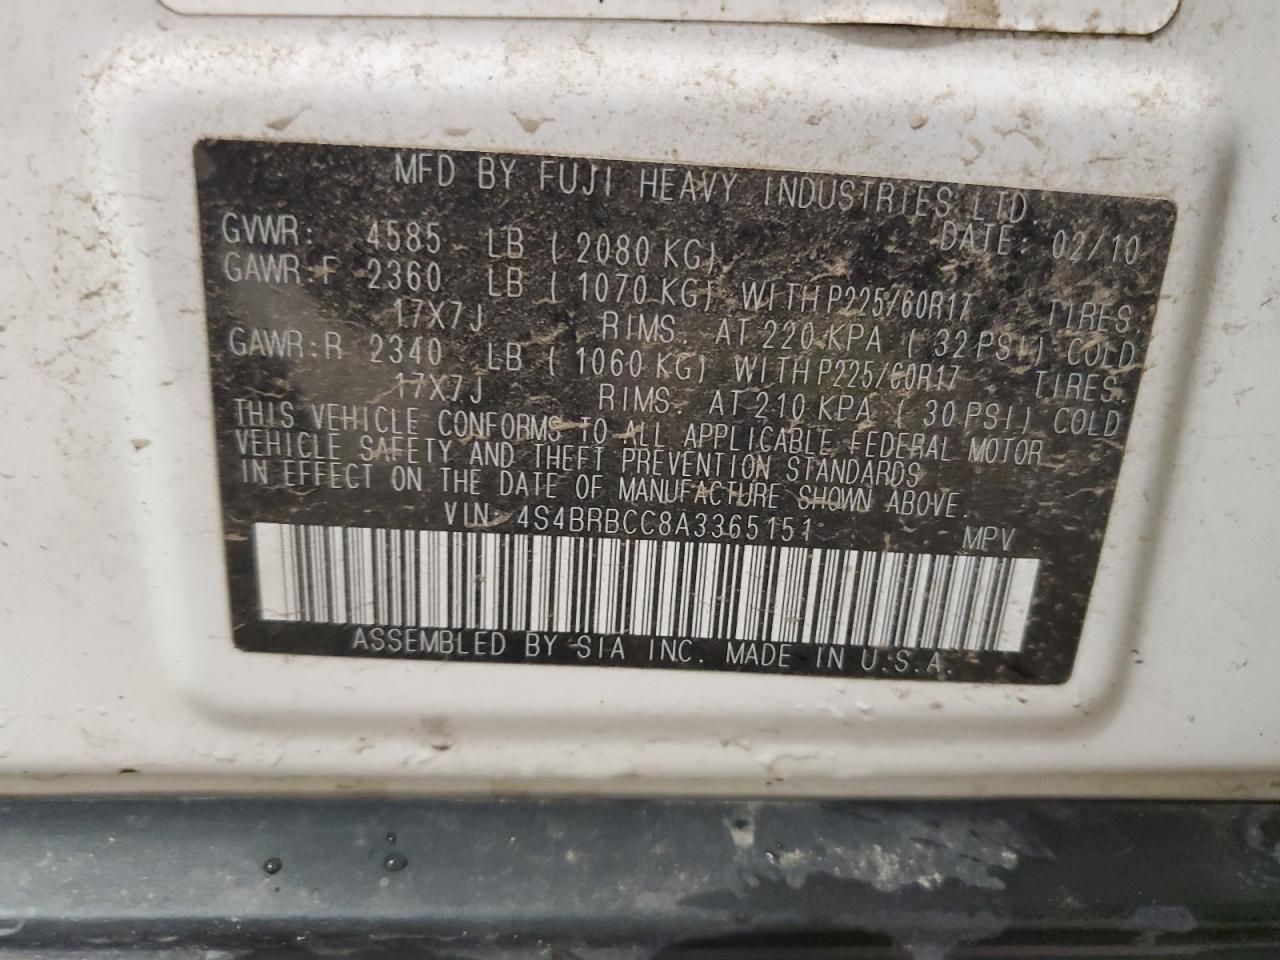 MFD BY FUJI HEAVY INDUSTRIES LTD.
DATE: 02/10
GVWR: 4585 LB ( 2080 KG)
GAWR:F 2360 LB ( 1070 KG) WITH P225/60R17 TIRES.
17X7J RIMS. AT 220 KPA ( 32 PSI) COLD
GAWR:R 2340 LB ( 1060 KG) WITH P225/60R17 TIRES.
17X7J RIMS. AT 210 KPA ( 30 PSI) COLD
THIS VEHICLE CONFORMS TO ALL APPLICABLE FEDERAL MOTOR
VEHICLE SAFETY AND THEFT PREVENTION STANDARDS
IN EFFECT ON THE DATE OF MANUFACTURE SHOWN ABOVE.
VIN: 4S4BRBCC8A3365151 MPV
ASSEMBLED BY SIA INC. MADE IN U.S.A.